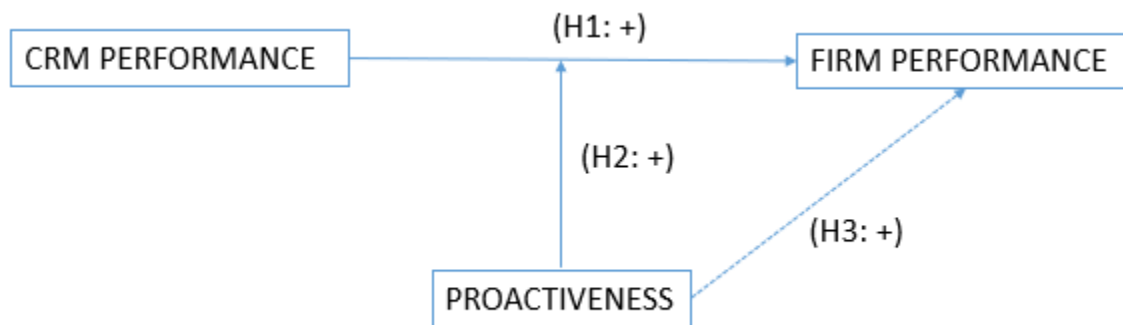 (H1: +)
CRM PERFORMANCE
FIRM PERFORMANCE
(H2: +)
(H3: +)
PROACTIVENESS